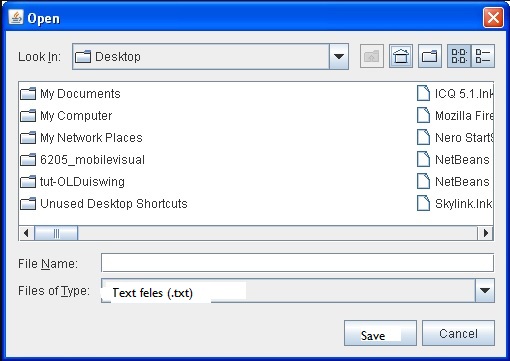 Open
Look In: Desktop
My Documents
My Computer
My Network Places
6205_mobilevisual
tut-OLDuiswing
Unused Desktop Shortcuts
ICQ 5.1.lnk
Mozilla Fire
Nero StartS
NetBeans
NetBeans
Skylink.lnk
File Name:
Files of Type: Text feles (.txt)
Save Cancel